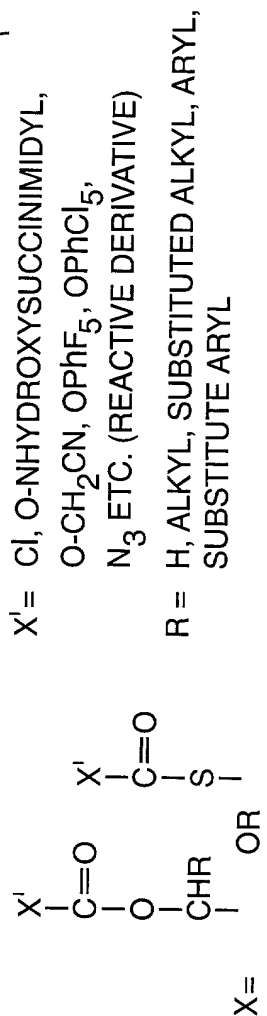 X' = Cl, O-NHYDROXYSUCCINIMIDYL,
O-CH₂CN, OPhF₅, OPhCl₅,
N₃ ETC. (REACTIVE DERIVATIVE)
R = H, ALKYL, SUBSTITUTED ALKYL, ARYL,
SUBSTITUTE ARYL
X' X'
C=O C=O
O S
CHR
X= OR